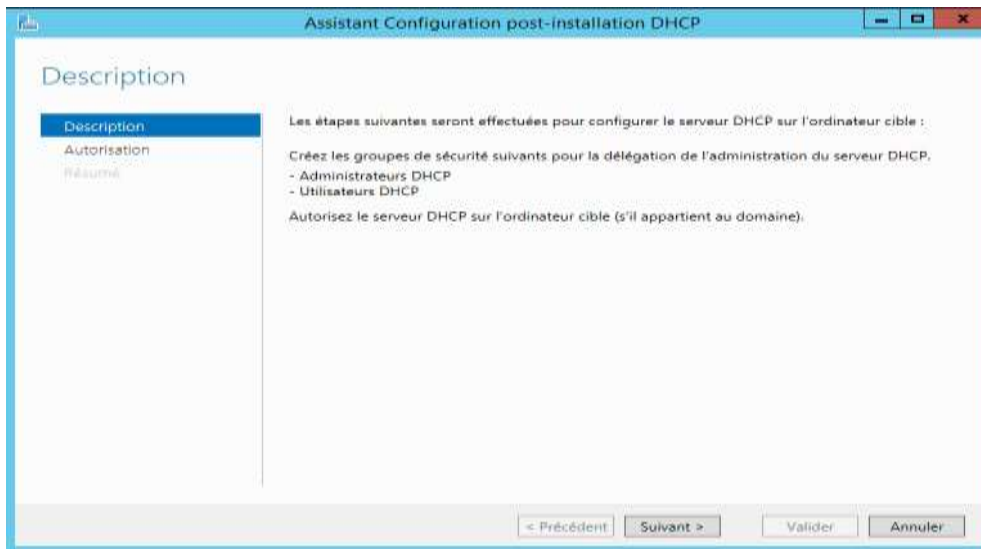 Assistant Configuration post-installation DHCP
Description
Description
Autorisation
Résumé
Les étapes suivantes seront effectuées pour configurer le serveur DHCP sur l'ordinateur cible :
Créez les groupes de sécurité suivants pour la délégation de l'administration du serveur DHCP.
- Administrateurs DHCP
- Utilisateurs DHCP
Autorisez le serveur DHCP sur l'ordinateur cible (s'il appartient au domaine).
< Précédent
Suivant >
Valider
Annuler